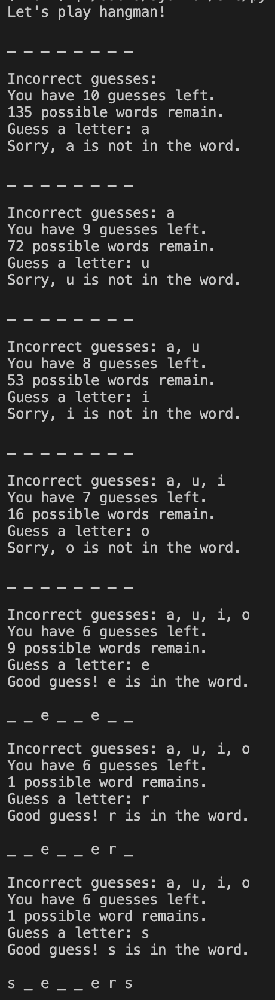 Let's play hangman!
_ _ _ _ _ _ _ _
Incorrect guesses:
You have 10 guesses left.
135 possible words remain.
Guess a letter: a
Sorry, a is not in the word.
_ _ _ _ _ _ _ _
Incorrect guesses: a
You have 9 guesses left.
72 possible words remain.
Guess a letter: u
Sorry, u is not in the word.
_ _ _ _ _ _ _ _
Incorrect guesses: a, u
You have 8 guesses left.
53 possible words remain.
Guess a letter: i
Sorry, i is not in the word.
_ _ _ _ _ _ _ _
Incorrect guesses: a, u, i
You have 7 guesses left.
16 possible words remain.
Guess a letter: o
Sorry, o is not in the word.
_ _ _ _ _ _ _ _
Incorrect guesses: a, u, i, o
You have 6 guesses left.
9 possible words remain.
Guess a letter: e
Good guess! e is in the word.
_ _ e _ _ e _ _
Incorrect guesses: a, u, i, o
You have 6 guesses left.
1 possible word remains.
Guess a letter: r
Good guess! r is in the word.
_ _ e _ _ e r _
Incorrect guesses: a, u, i, o
You have 6 guesses left.
1 possible word remains.
Guess a letter: s
Good guess! s is in the word.
s _ e _ _ e r s